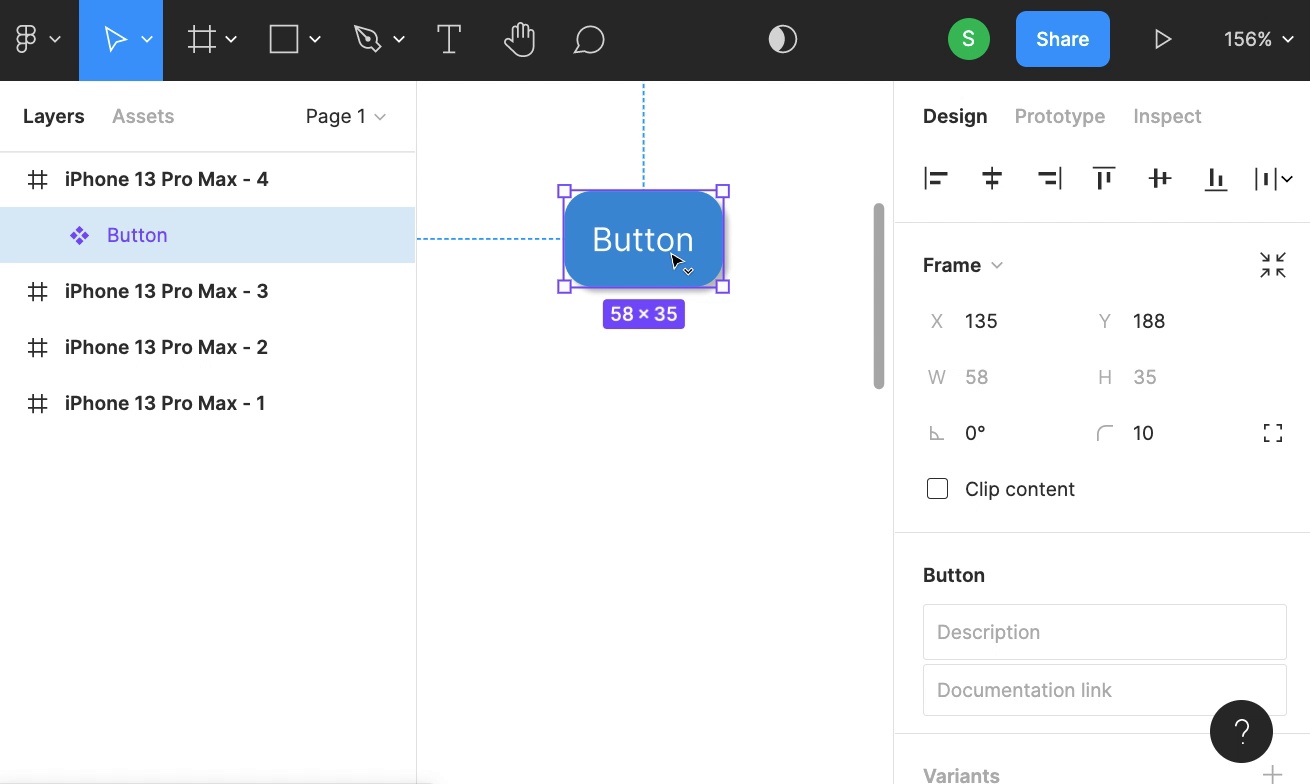 S
Share
156%
Layers
Assets
Page 1
Design
Prototype
Inspect
iPhone 13 Pro Max - 4
Button
iPhone 13 Pro Max - 3
iPhone 13 Pro Max - 2
iPhone 13 Pro Max - 1
Button
58 × 35
Frame
X 135 Y 188
W 58 H 35
0° 10
Clip content
Button
Description
Documentation link
?
Variants